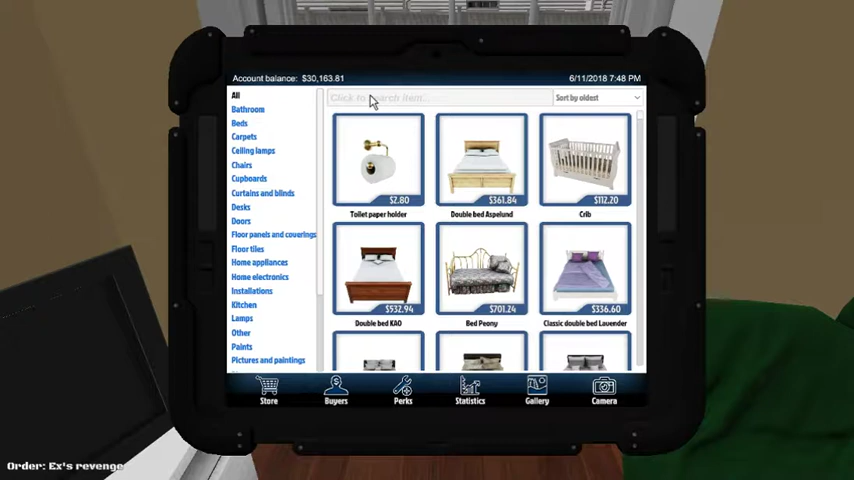 Account balance: $30,163.81
6/11/2018 7:48 PM
All
Bathroom
Beds
Carpets
Ceiling lamps
Chairs
Cupboards
Curtains and blinds
Desks
Doors
Floor panels and coverings
Floor tiles
Home appliances
Home electronics
Installations
Kitchen
Lamps
Other
Paints
Pictures and paintings
Click to search item...
Sort by oldest
$2.80
Toilet paper holder
$361.84
Double bed Aspelund
$112.20
Crib
$532.94
Double bed KAO
$701.24
Bed Peony
$336.60
Classic double bed Lavender
Store
Buyers
Perks
Statistics
Gallery
Camera
Order: Ex's revenge